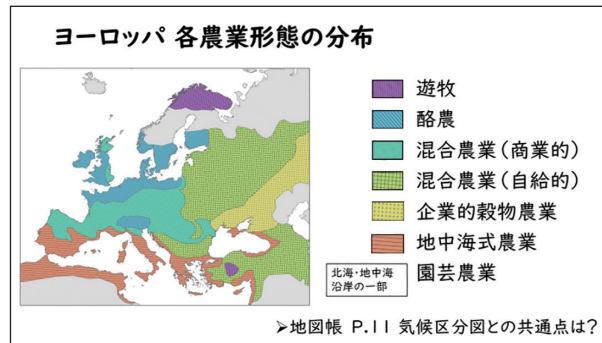 ヨーロッパ 各農業形態の分布
遊牧
酪農
混合農業(商業的)
混合農業(自給的)
企業的穀物農業
地中海式農業
北海・地中海
沿岸の一部
園芸農業
➢地図帳 P.11 気候区分図との共通点は?